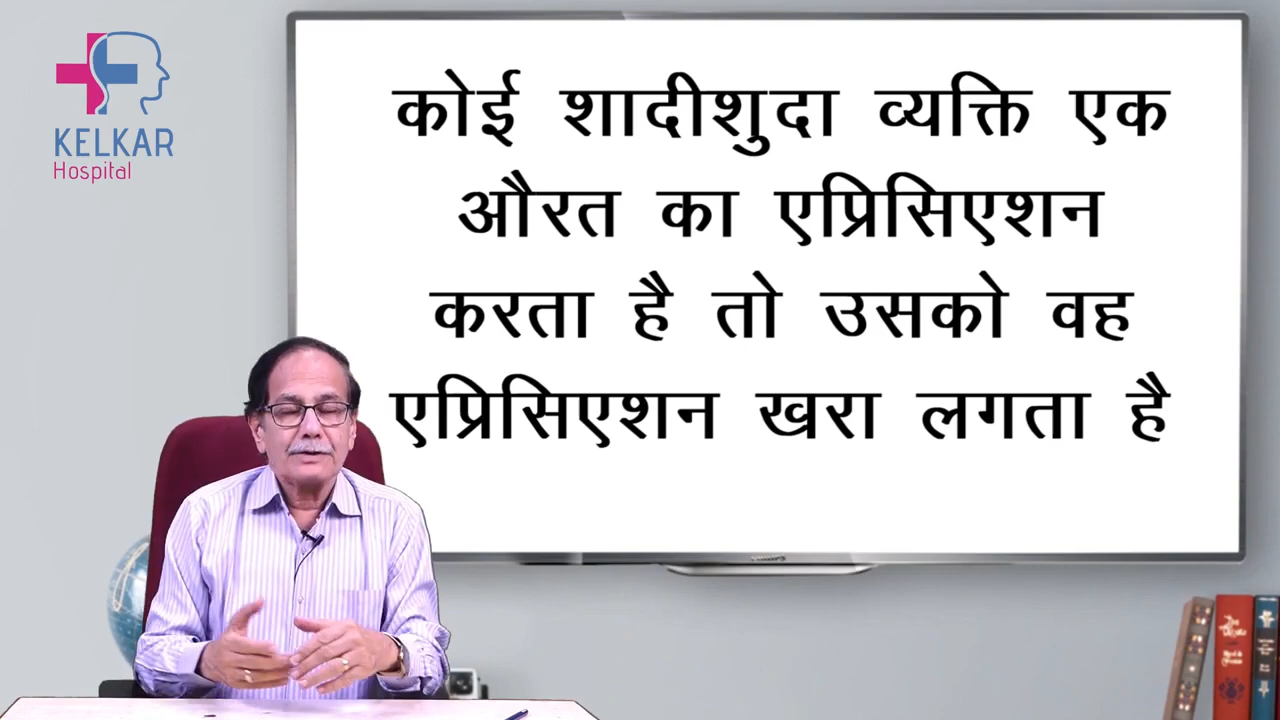 KELKAR
Hospital
कोई शादीशुदा व्यक्ति एक
औरत का एप्रिसिएशन
करता है तो उसको वह
एप्रिसिएशन खरा लगता है